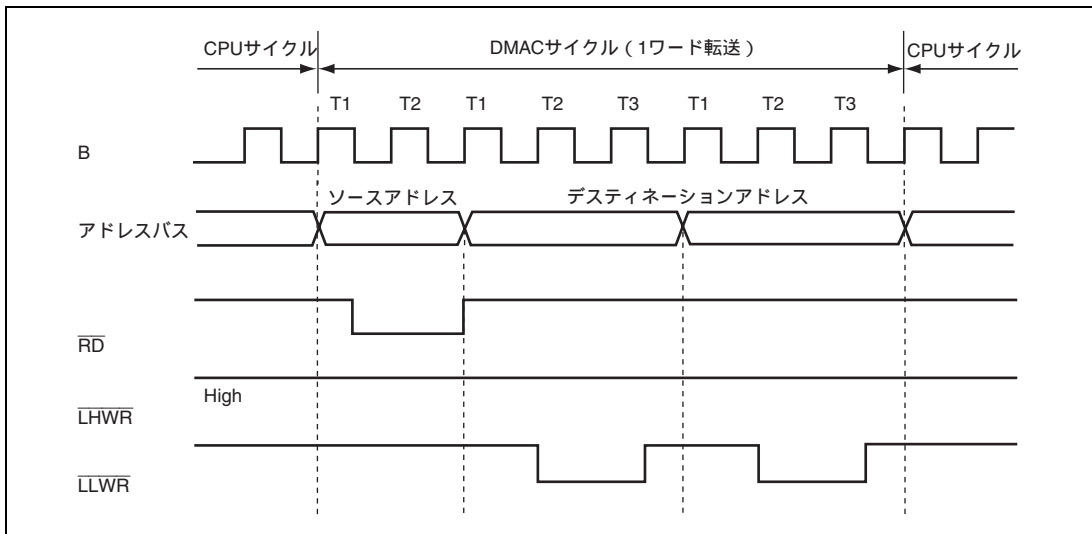 CPUサイクル DMACサイクル（1ワード転送） CPUサイクル
T1 T2 T1 T2 T3 T1 T2 T3
B
ソースアドレス デスティネーションアドレス
アドレスバス
RD
High
LHWR
LLWR